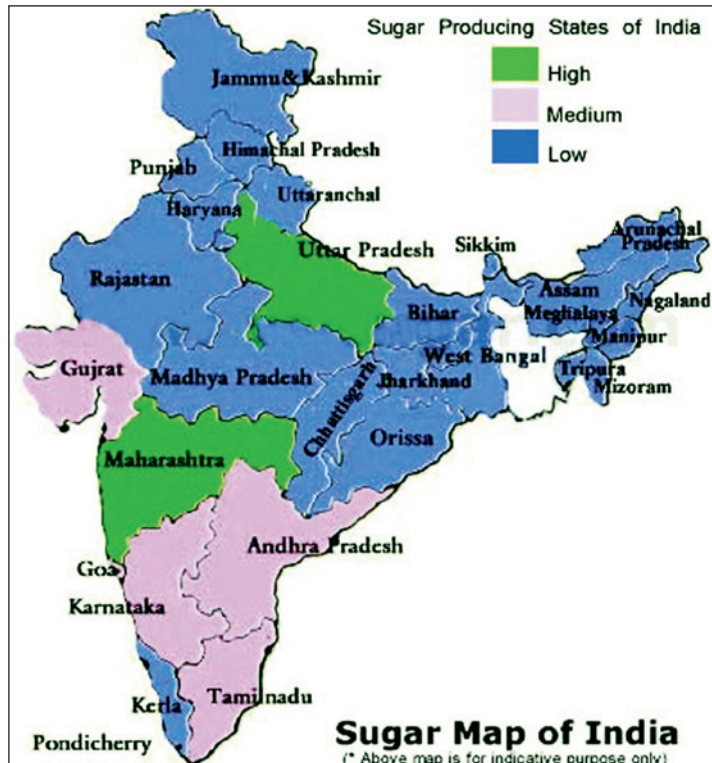 Sugar Producing States of India
High
Medium
Low
Jammu&Kashmir
Himachal Pradesh
Punjab
Uttaranchal
Haryana
Uttar Pradesh
Sikkim
Arunachal
Pradesh
Rajastan
Assam
Nagaland
Bihar
Meghalaya
Manipur
Gujrat
Madhya Pradesh
West Bangal
Jharkhand
Tripura
Mizoram
Chhattisgarh
Orissa
Maharashtra
Andhra Pradesh
Goa
Karnataka
Kerla
Tamilnadu
Pondicherry
Sugar Map of India
(* Above map is for indicative purpose only)